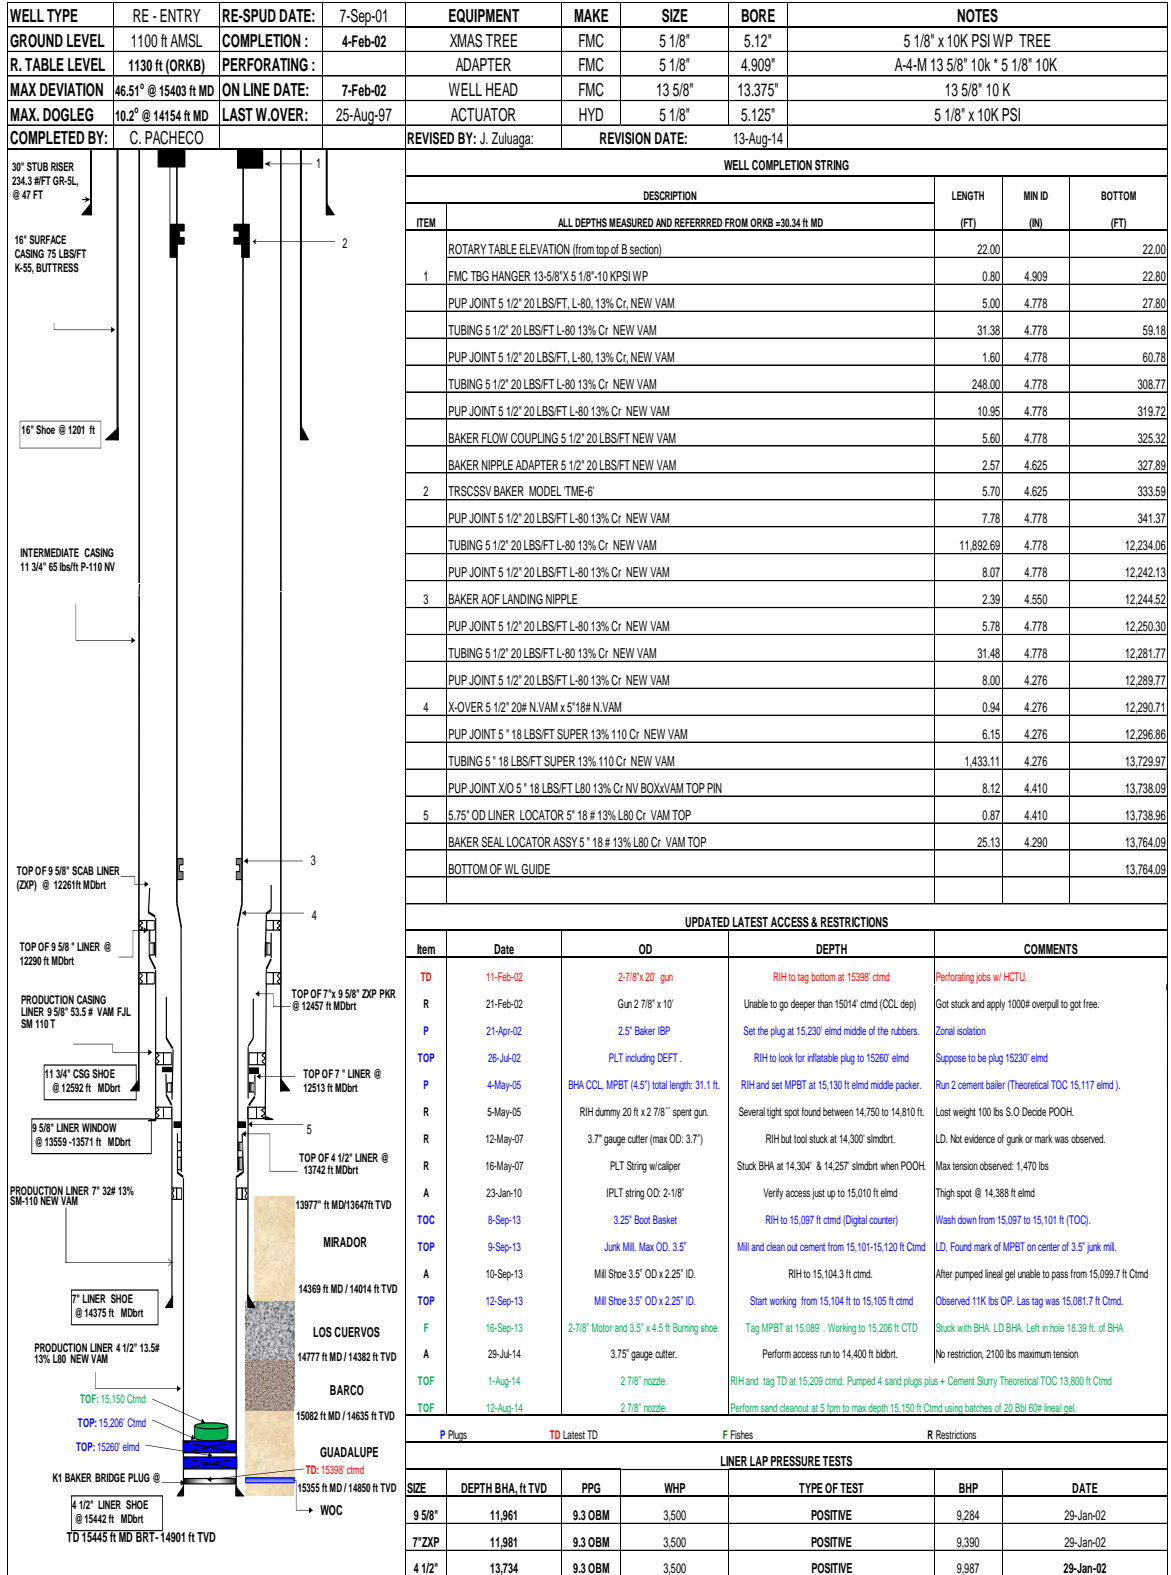 WELL TYPE RE - ENTRY RE-SPUD DATE: 7-Sep-01 EQUIPMENT MAKE SIZE BORE NOTES
GROUND LEVEL 1100 ft AMSL COMPLETION : 4-Feb-02 XMAS TREE FMC 5 1/8" 5.12" 5 1/8" x 10K PSI WP TREE
R. TABLE LEVEL 1130 ft (ORKB) PERFORATING : ADAPTER FMC 5 1/8" 4.909" A-4-M 13 5/8" 10k * 5 1/8" 10K
MAX DEVIATION 46.51° @ 15403 ft MD ON LINE DATE: 7-Feb-02 WELL HEAD FMC 13 5/8" 13.375" 13 5/8" 10 K
MAX. DOGLEG 10.2° @ 14154 ft MD LAST W.OVER: 25-Aug-97 ACTUATOR HYD 5 1/8" 5.125" 5 1/8" x 10K PSI
COMPLETED BY: C. PACHECO REVISED BY: J. Zuluaga: REVISION DATE: 13-Aug-14
30" STUB RISER
234.3 #/FT GR-5L,
@ 47 FT
16" SURFACE
CASING 75 LBS/FT
K-55, BUTTRESS
16" Shoe @ 1201 ft
INTERMEDIATE CASING
11 3/4" 65 lbs/ft P-110 NV
TOP OF 9 5/8" SCAB LINER
(ZXP) @ 12261ft MDbrt
TOP OF 9 5/8 " LINER @
12290 ft MDbrt
PRODUCTION CASING
LINER 9 5/8" 53.5 # VAM FJL
SM 110 T
TOP OF 7"x 9 5/8" ZXP PKR
@ 12457 ft MDbrt
11 3/4" CSG SHOE
@ 12592 ft MDbrt
TOP OF 7 " LINER @
12513 ft MDbrt
9 5/8" LINER WINDOW
@ 13559 -13571 ft MDbrt
TOP OF 4 1/2" LINER @
13742 ft MDbrt
PRODUCTION LINER 7" 32# 13%
SM-110 NEW VAM
13977" ft MD/13647ft TVD
MIRADOR
14369 ft MD / 14014 ft TVD
7" LINER SHOE
@ 14375 ft MDbrt
LOS CUERVOS
PRODUCTION LINER 4 1/2" 13.5#
13% L80 NEW VAM
14777 ft MD / 14382 ft TVD
BARCO
TOF: 15,150 Ctmd
TOP: 15,206' Ctmd
15082 ft MD / 14635 ft TVD
TOP: 15260' elmd
GUADALUPE
TD: 15398' ctmd
K1 BAKER BRIDGE PLUG @
15355 ft MD / 14850 ft TVD
4 1/2" LINER SHOE
@ 15442 ft MDbrt
WOC
TD 15445 ft MD BRT- 14901 ft TVD
1
2
3
4
5
WELL COMPLETION STRING
DESCRIPTION LENGTH MIN ID BOTTOM
ITEM ALL DEPTHS MEASURED AND REFERRRED FROM ORKB =30.34 ft MD (FT) (IN) (FT)
ROTARY TABLE ELEVATION (from top of B section) 22.00 22.00
1 FMC TBG HANGER 13-5/8"X 5 1/8"-10 KPSI WP 0.80 4.909 22.80
PUP JOINT 5 1/2" 20 LBS/FT, L-80, 13% Cr, NEW VAM 5.00 4.778 27.80
TUBING 5 1/2" 20 LBS/FT L-80 13% Cr NEW VAM 31.38 4.778 59.18
PUP JOINT 5 1/2" 20 LBS/FT, L-80, 13% Cr, NEW VAM 1.60 4.778 60.78
TUBING 5 1/2" 20 LBS/FT L-80 13% Cr NEW VAM 248.00 4.778 308.77
PUP JOINT 5 1/2" 20 LBS/FT L-80 13% Cr NEW VAM 10.95 4.778 319.72
BAKER FLOW COUPLING 5 1/2" 20 LBS/FT NEW VAM 5.60 4.778 325.32
BAKER NIPPLE ADAPTER 5 1/2" 20 LBS/FT NEW VAM 2.57 4.625 327.89
2 TRSCSSV BAKER MODEL 'TME-6' 5.70 4.625 333.59
PUP JOINT 5 1/2" 20 LBS/FT L-80 13% Cr NEW VAM 7.78 4.778 341.37
TUBING 5 1/2" 20 LBS/FT L-80 13% Cr NEW VAM 11,892.69 4.778 12,234.06
PUP JOINT 5 1/2" 20 LBS/FT L-80 13% Cr NEW VAM 8.07 4.778 12,242.13
3 BAKER AOF LANDING NIPPLE 2.39 4.550 12,244.52
PUP JOINT 5 1/2" 20 LBS/FT L-80 13% Cr NEW VAM 5.78 4.778 12,250.30
TUBING 5 1/2" 20 LBS/FT L-80 13% Cr NEW VAM 31.48 4.778 12,281.77
PUP JOINT 5 1/2" 20 LBS/FT L-80 13% Cr NEW VAM 8.00 4.276 12,289.77
4 X-OVER 5 1/2" 20# N.VAM x 5"18# N.VAM 0.94 4.276 12,290.71
PUP JOINT 5 " 18 LBS/FT SUPER 13% 110 Cr NEW VAM 6.15 4.276 12,296.86
TUBING 5 " 18 LBS/FT SUPER 13% 110 Cr NEW VAM 1,433.11 4.276 13,729.97
PUP JOINT X/O 5 " 18 LBS/FT L80 13% Cr NV BOXxVAM TOP PIN 8.12 4.410 13,738.09
5 5.75" OD LINER LOCATOR 5" 18 # 13% L80 Cr VAM TOP 0.87 4.410 13,738.96
BAKER SEAL LOCATOR ASSY 5 " 18 # 13% L80 Cr VAM TOP 25.13 4.290 13,764.09
BOTTOM OF WL GUIDE 13,764.09
UPDATED LATEST ACCESS & RESTRICTIONS
Item Date OD DEPTH COMMENTS
TD 11-Feb-02 2-7/8"x 20' gun RIH to tag bottom at 15398' ctmd Perforating jobs w/ HCTU.
R 21-Feb-02 Gun 2 7/8" x 10' Unable to go deeper than 15014' ctmd (CCL dep) Got stuck and apply 1000# overpull to got free.
P 21-Apr-02 2.5" Baker IBP Set the plug at 15,230' elmd middle of the rubbers. Zonal isolation
TOP 26-Jul-02 PLT including DEFT . RIH to look for inflatable plug to 15260' elmd Suppose to be plug 15230' elmd
P 4-May-05 BHA CCL, MPBT (4.5") total length: 31.1 ft. RIH and set MPBT at 15,130 ft elmd middle packer. Run 2 cement bailer (Theoretical TOC 15,117 elmd ).
R 5-May-05 RIH dummy 20 ft x 2 7/8´´ spent gun. Several tight spot found between 14,750 to 14,810 ft. Lost weight 100 lbs S.O Decide POOH.
R 12-May-07 3.7" gauge cutter (max OD: 3.7") RIH but tool stuck at 14,300' slmdbrt. LD. Not evidence of gunk or mark was observed.
R 16-May-07 PLT String w/caliper Stuck BHA at 14,304' & 14,257' slmdbrt when POOH. Max tension observed: 1,470 lbs
A 23-Jan-10 IPLT string OD: 2-1/8" Verify access just up to 15,010 ft elmd Thigh spot @ 14,388 ft elmd
TOC 8-Sep-13 3.25" Boot Basket RIH to 15,097 ft ctmd (Digital counter) Wash down from 15,097 to 15,101 ft (TOC).
TOP 9-Sep-13 Junk Mill. Max OD. 3.5" Mill and clean out cement from 15,101-15,120 ft Ctmd LD, Found mark of MPBT on center of 3.5" junk mill.
A 10-Sep-13 Mill Shoe 3.5" OD x 2.25" ID. RIH to 15,104.3 ft ctmd. After pumped lineal gel unable to pass from 15,099.7 ft Ctmd
TOP 12-Sep-13 Mill Shoe 3.5" OD x 2.25" ID. Start working from 15,104 ft to 15,105 ft ctmd Observed 11K lbs OP. Las tag was 15,081.7 ft Ctmd.
F 16-Sep-13 2-7/8" Motor and 3.5" x 4.5 ft Burning shoe. Tag MPBT at 15,089' . Working to 15,206 ft CTD Stuck with BHA. LD BHA. Left in hole 18.39 ft. of BHA
A 29-Jul-14 3.75" gauge cutter. Perform access run to 14,400 ft bldbrt. No restriction, 2100 lbs maximum tension
TOF 1-Aug-14 2 7/8" nozzle. RIH and tag TD at 15,209 ctmd. Pumped 4 sand plugs plus + Cement Slurry Theoretical TOC 13,800 ft Ctmd
TOF 12-Aug-14 2 7/8" nozzle. Perform sand cleanout at 5 fpm to max depth 15,150 ft Ctmd using batches of 20 Bbl 60# lineal gel.
P Plugs TD Latest TD F Fishes R Restrictions
LINER LAP PRESSURE TESTS
SIZE DEPTH BHA, ft TVD PPG WHP TYPE OF TEST BHP DATE
9 5/8" 11,961 9.3 OBM 3,500 POSITIVE 9,284 29-Jan-02
7"ZXP 11,981 9.3 OBM 3,500 POSITIVE 9,390 29-Jan-02
4 1/2" 13,734 9.3 OBM 3,500 POSITIVE 9,987 29-Jan-02